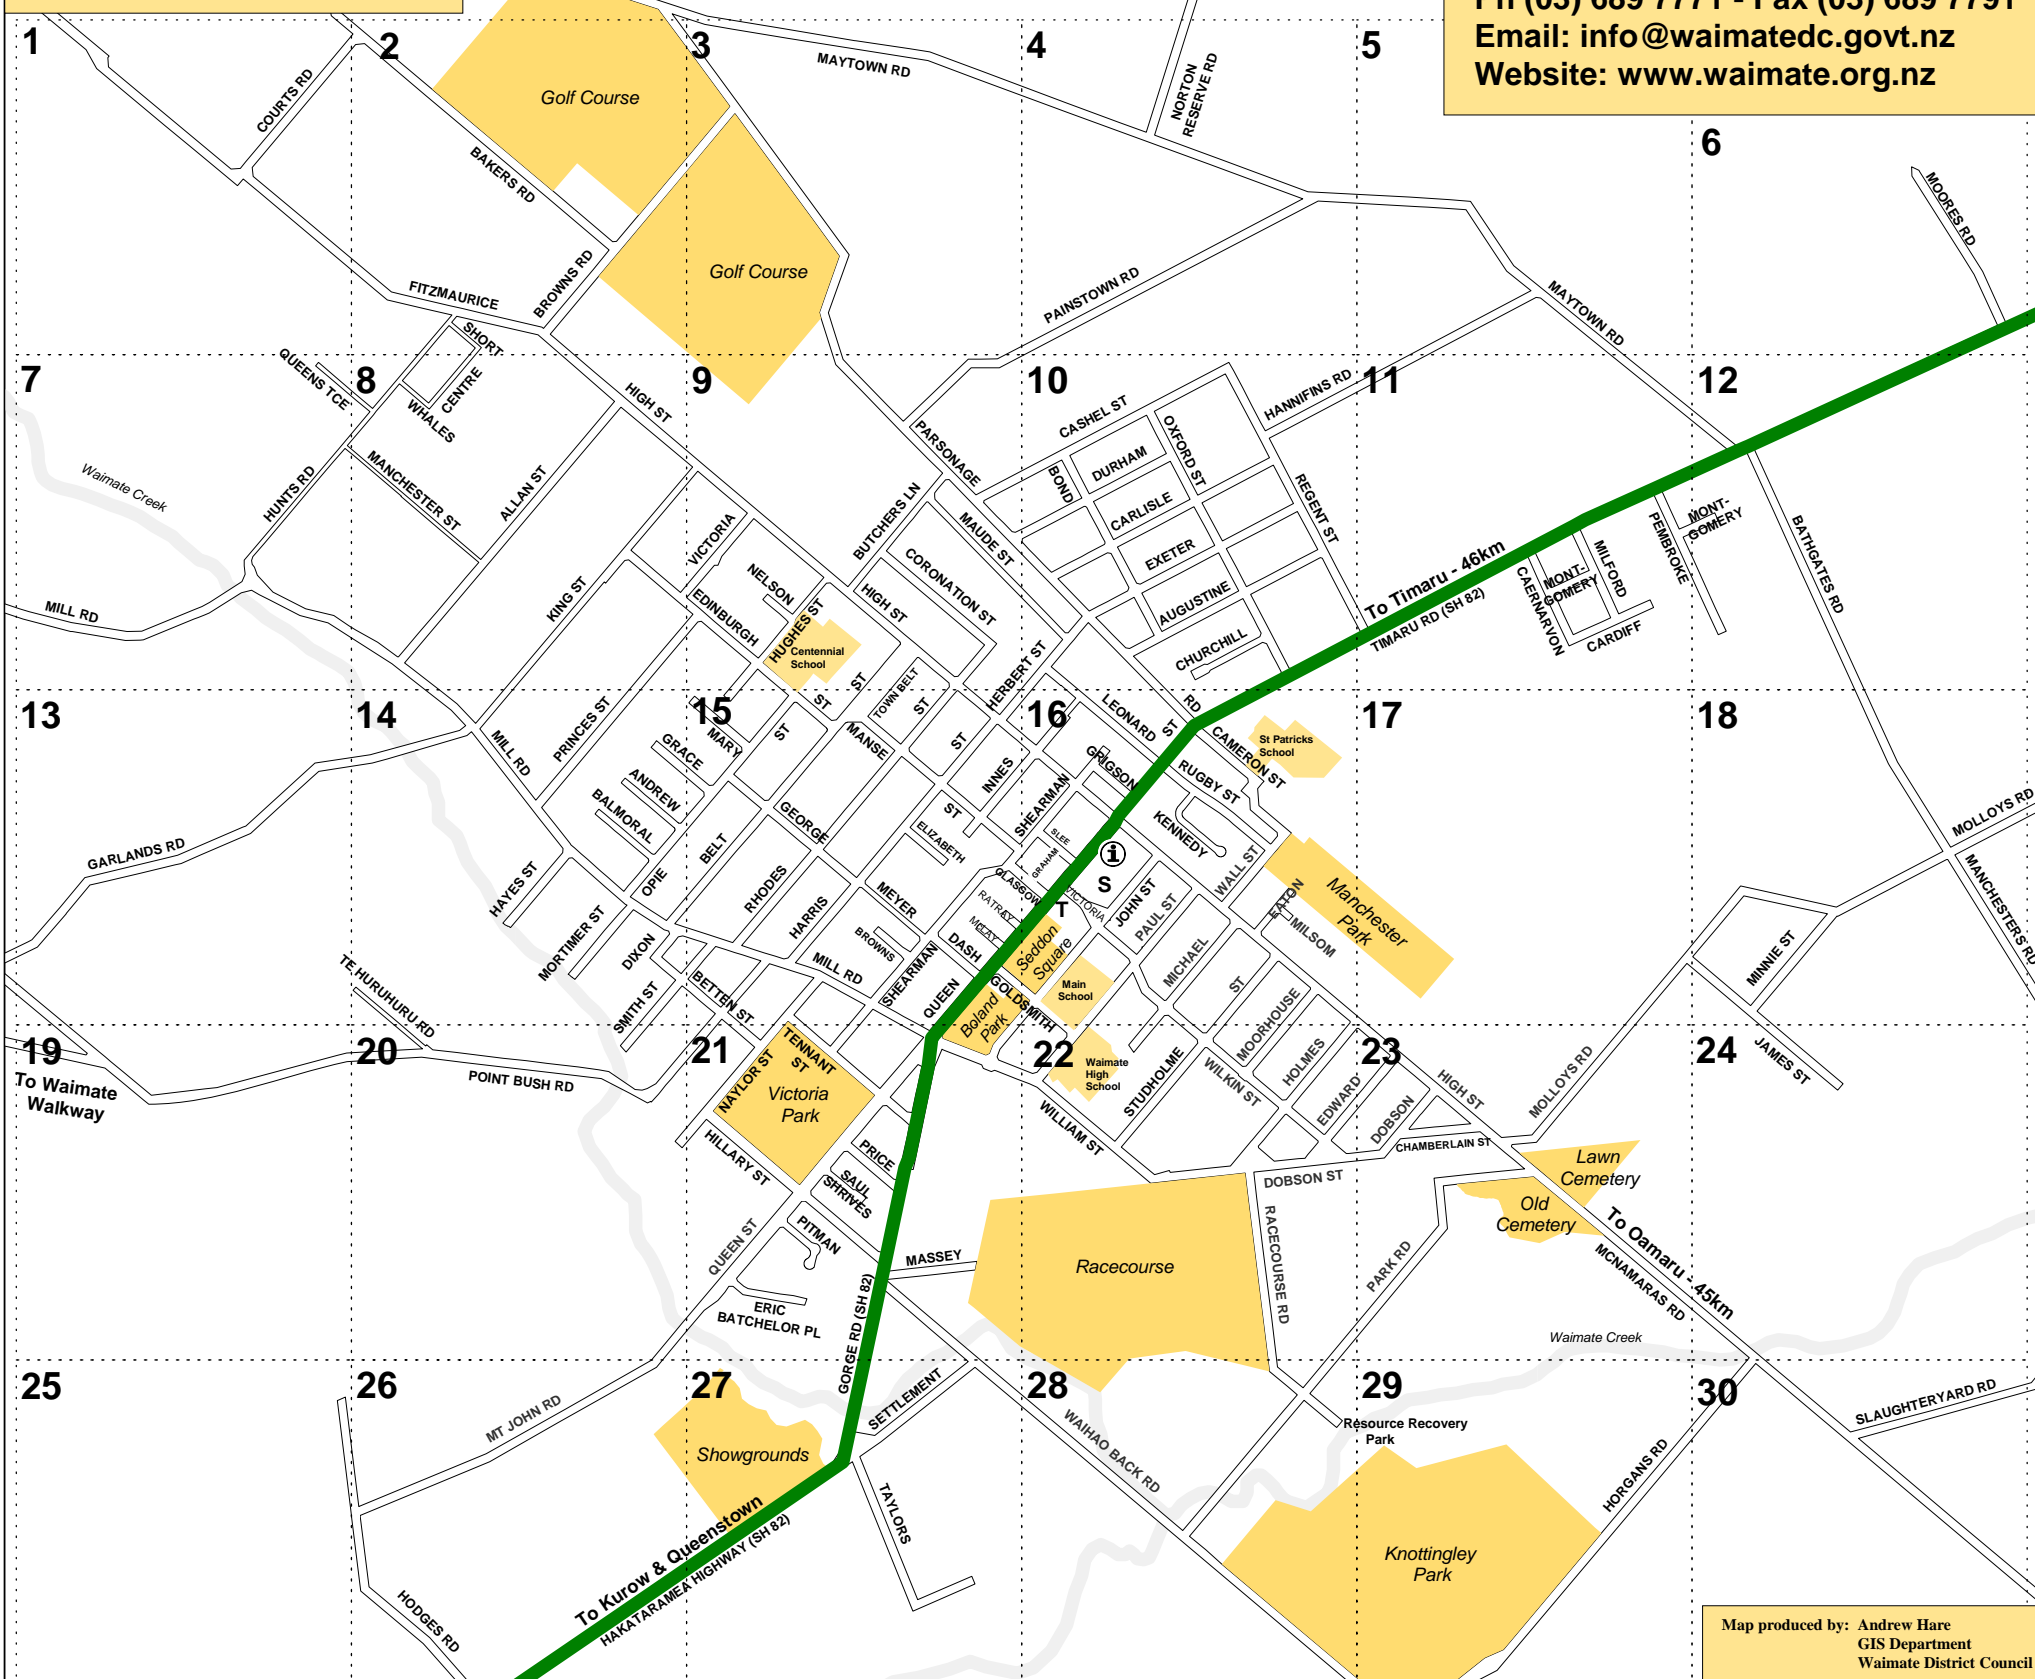 Ph (03) 689 7771 - Fax (03) 689 7791
Email: info@waimatedc.govt.nz
Website: www.waimate.org.nz
1
2
3
4
5
6
COURTS RD
BAKERS RD
Golf Course
MAYTOWN RD
NORTON
RESERVE RD
MOORES RD
FITZMAURICE
BROWNS RD
Golf Course
PAINSTOWN RD
MAYTOWN RD
7
8
9
10
11
12
QUEENS TCE
SHORT
CENTRE
WHALES
HIGH ST
PARSONAGE
CASHEL ST
HANNIFINS RD
Waimate Creek
HUNTS RD
MANCHESTER ST
ALLAN ST
BUTCHERS LN
MAUDE ST
BOND
DURHAM
OXFORD ST
CARLISLE
EXETER
AUGUSTINE
CHURCHILL
REGENT ST
To Timaru - 46km
TIMARU RD (SH 82)
CAERNARVON
MONT-
GOMERY
MILFORD
CARDIFF
PEMBROKE
MONT-
GOMERY
BATHGATES RD
MILL RD
KING ST
VICTORIA
NELSON
EDINBURGH
HUGHES ST
Centennial
School
HIGH ST
CORONATION ST
HERBERT ST
13
14
15
16
17
18
MILL RD
PRINCES ST
GRACE
MARY
ANDREW
BALMORAL
ST
ST
ST
TOWN BELT
ST
MANSE
ST
INNES
LEONARD
ST
RD
GRIGSON
CAMERON ST
St Patricks
School
RUGBY ST
KENNEDY
GARLANDS RD
HAYES ST
MORTIMER ST
OPIE
BELT
GEORGE
RHODES
HARRIS
MEYER
BROWNS
ST
ELIZABETH
SHEARMAN
SLEE
GRAHAM
GLASGOW
RATRAY
McLAY
VICTORIA
i
S
T
JOHN ST
PAUL ST
WALL ST
EATON
MILSOM
Manchester
Park
MOLLOYS RD
MANCHESTERS RD
MINNIE ST
TE HURUHURU RD
DIXON
SMITH ST
BETTEN ST
MILL RD
SHEARMAN
DASH
QUEEN
Seddon
Square
Main
School
MICHAEL
ST
GOLDSMITH
Boland
Park
MOORHOUSE
19
20
21
22
23
24
To Waimate
Walkway
POINT BUSH RD
NAYLOR ST
TENNANT
ST
Victoria
Park
Waimate
High
School
STUDHOLME
WILKIN ST
HOLMES
EDWARD
DOBSON
HIGH ST
MOLLOYS RD
JAMES ST
HILLARY ST
PRICE
SAUL
SHRIVES
WILLIAM ST
CHAMBERLAIN ST
DOBSON ST
Lawn
Cemetery
Old
Cemetery
QUEEN ST
PITMAN
MASSEY
Racecourse
RACECOURSE RD
PARK RD
To Oamaru - 45km
MCNAMARAS RD
Waimate Creek
ERIC
BATCHELOR PL
GORGE RD (SH 82)
25
26
27
28
29
30
MT JOHN RD
Showgrounds
SETTLEMENT
WAIHAO BACK RD
Resource Recovery
Park
HORGANS RD
SLAUGHTERYARD RD
TAYLORS
Knottingley
Park
HODGES RD
To Kurow & Queenstown
HAKATARAMEA HIGHWAY (SH 82)
Map produced by: Andrew Hare
GIS Department
Waimate District Council